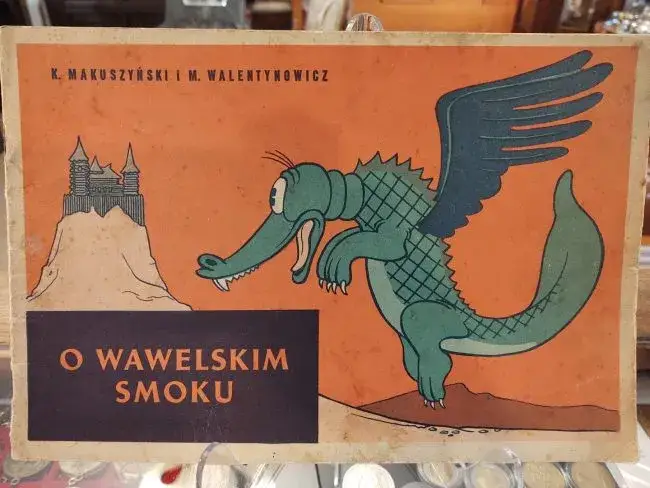 K. MAKUSZYŃSKI I M. WALENTYNOWICZ
O WAWELSKIM
SMOKU